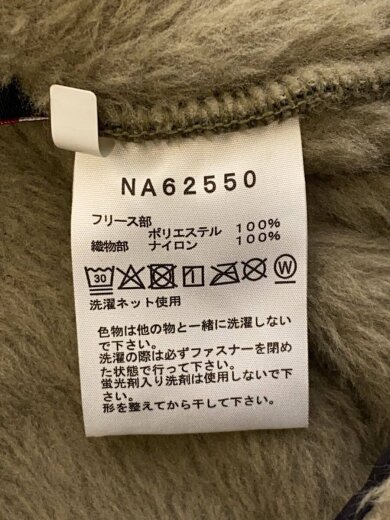 NA62550
フリース部
ポリエステル 100%
織物部 ナイロン 100%
30 W
洗濯ネット使用
色物は他の物と一緒に洗濯しない
で下さい。
洗濯の際は必ずファスナーを閉め
た状態で行って下さい。
蛍光剤入り洗剤は使用しないで下
さい。
形を整えてから干して下さい。